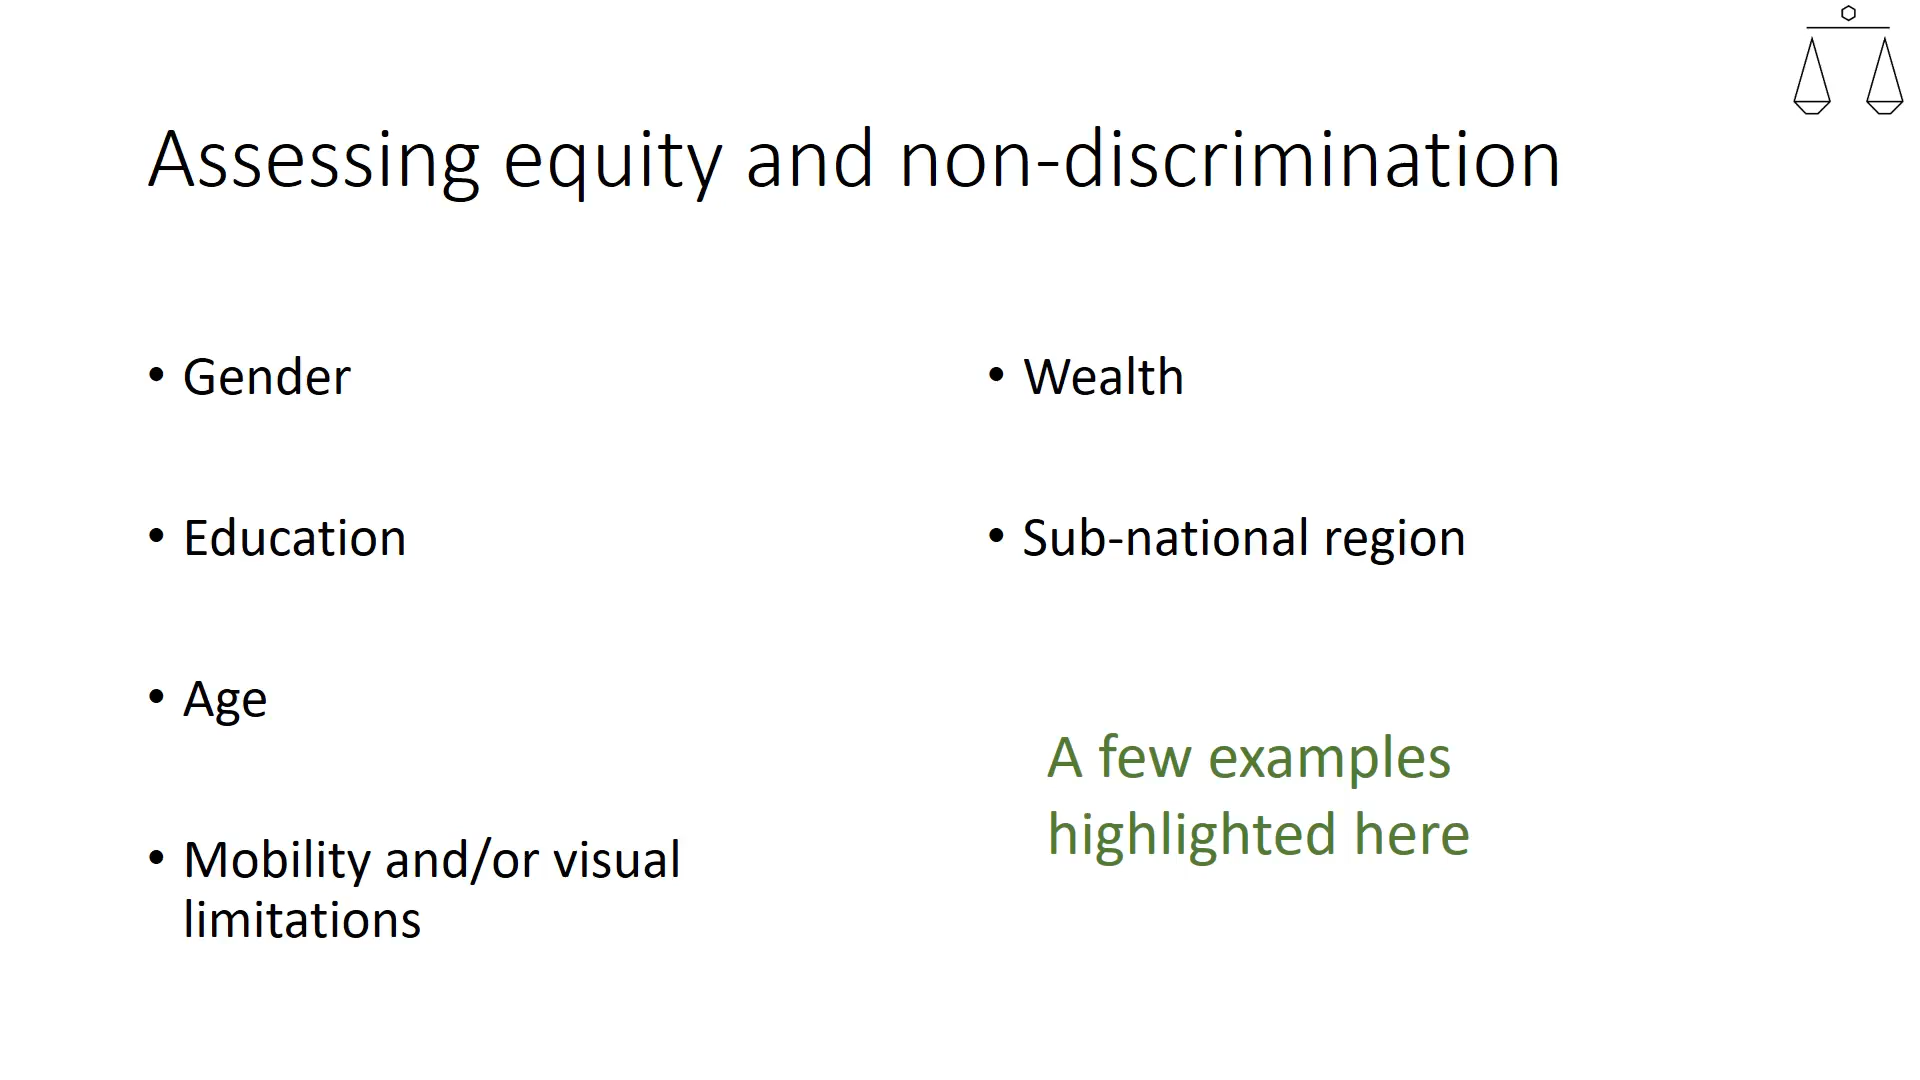 Assessing equity and non-discrimination
• Gender
• Education
• Age
• Mobility and/or visual
limitations
• Wealth
• Sub-national region
A few examples
highlighted here